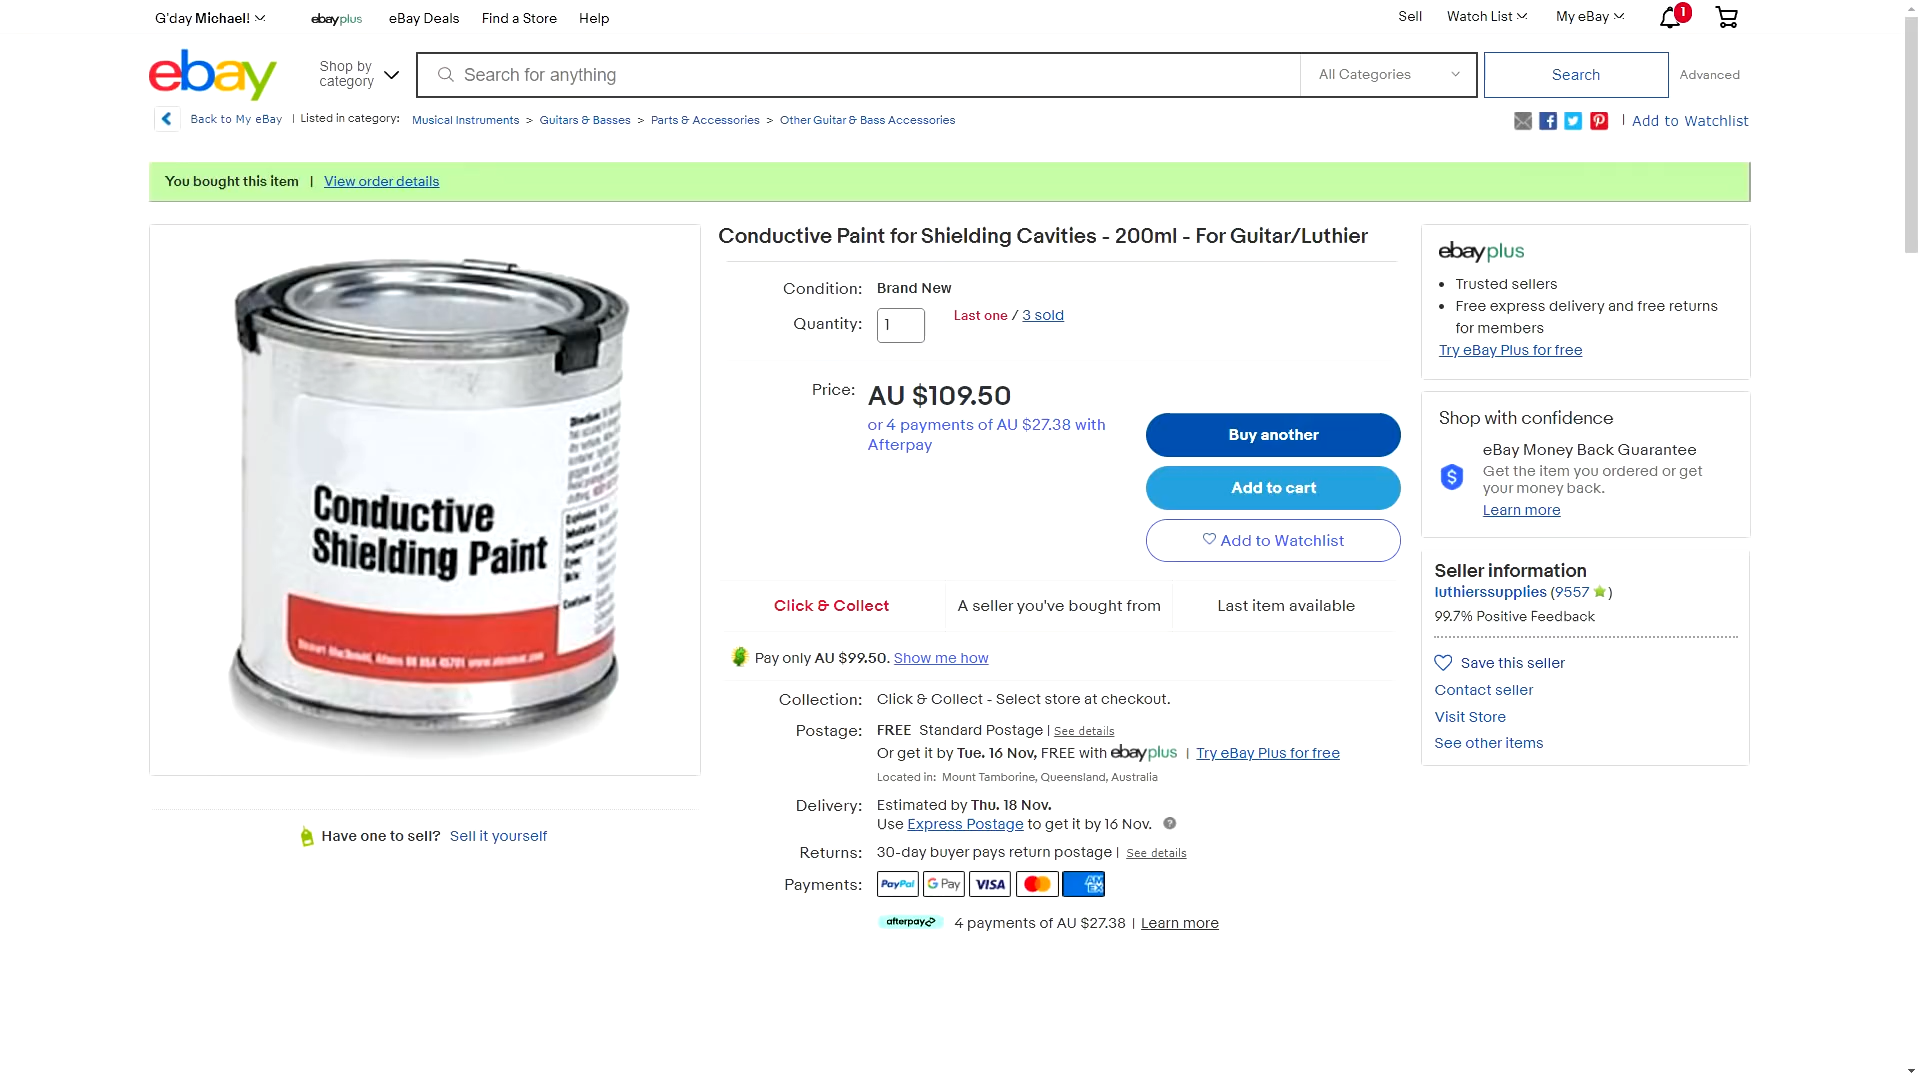 G'day Michael!
ebayplus
eBay Deals
Find a Store
Help
Sell
Watch List
My eBay
1
ebay
Shop by category
Search for anything
All Categories
Search
Advanced
Back to My eBay | Listed in category: Musical Instruments > Guitars & Basses > Parts & Accessories > Other Guitar & Bass Accessories
| Add to Watchlist
You bought this item | View order details
Conductive
Shielding Paint
Have one to sell? Sell it yourself
Conductive Paint for Shielding Cavities - 200ml - For Guitar/Luthier
Condition: Brand New
Quantity: 1 Last one / 3 sold
Price: AU $109.50
or 4 payments of AU $27.38 with
Afterpay
Buy another
Add to cart
Add to Watchlist
Click & Collect
A seller you've bought from
Last item available
Pay only AU $99.50. Show me how
Collection: Click & Collect - Select store at checkout.
Postage: FREE Standard Postage | See details
Or get it by Tue. 16 Nov, FREE with ebayplus | Try eBay Plus for free
Located in: Mount Tamborine, Queensland, Australia
Delivery: Estimated by Thu. 18 Nov.
Use Express Postage to get it by 16 Nov. ?
Returns: 30-day buyer pays return postage | See details
Payments: PayPal G Pay VISA AMEX
afterpay 4 payments of AU $27.38 | Learn more
ebayplus
• Trusted sellers
• Free express delivery and free returns
for members
Try eBay Plus for free
Shop with confidence
eBay Money Back Guarantee
Get the item you ordered or get
your money back.
Learn more
Seller information
luthierssupplies (9557)
99.7% Positive Feedback
Save this seller
Contact seller
Visit Store
See other items